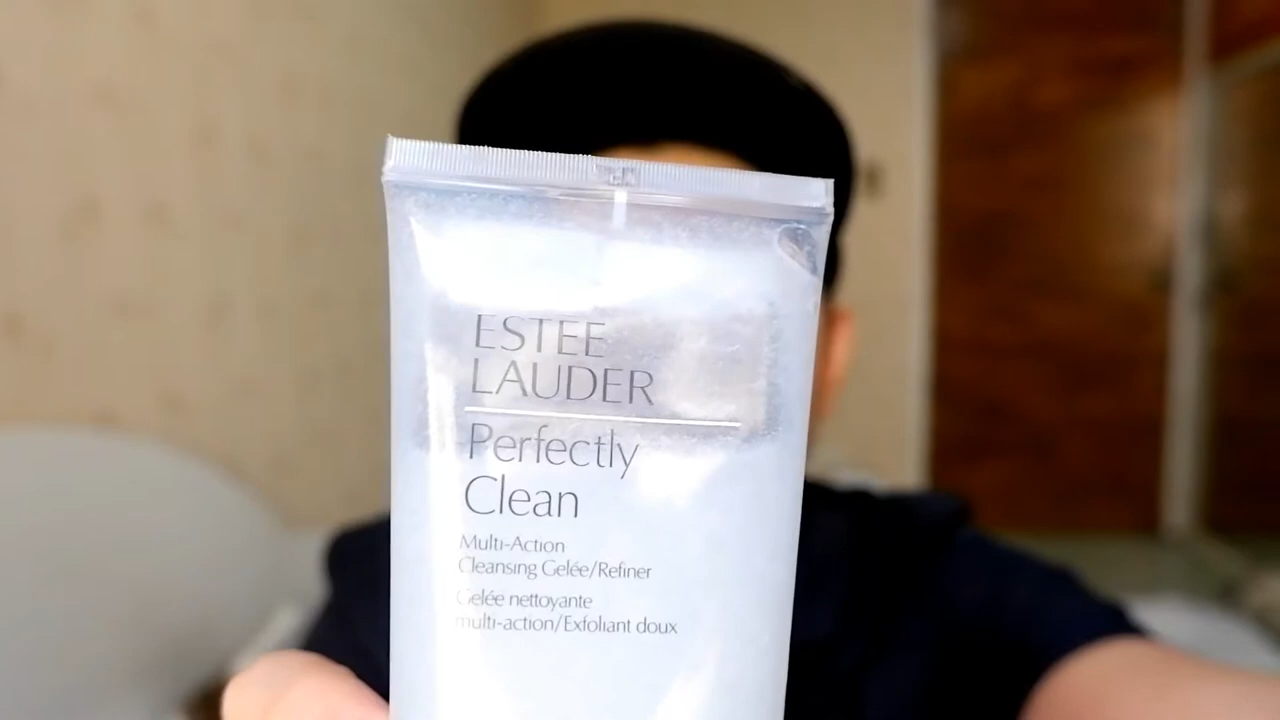 ESTEE
LAUDER
Perfectly
Clean
Multi-Action
Cleansing Gelée/Refiner
Gelée nettoyante
multi-action/Exfoliant doux